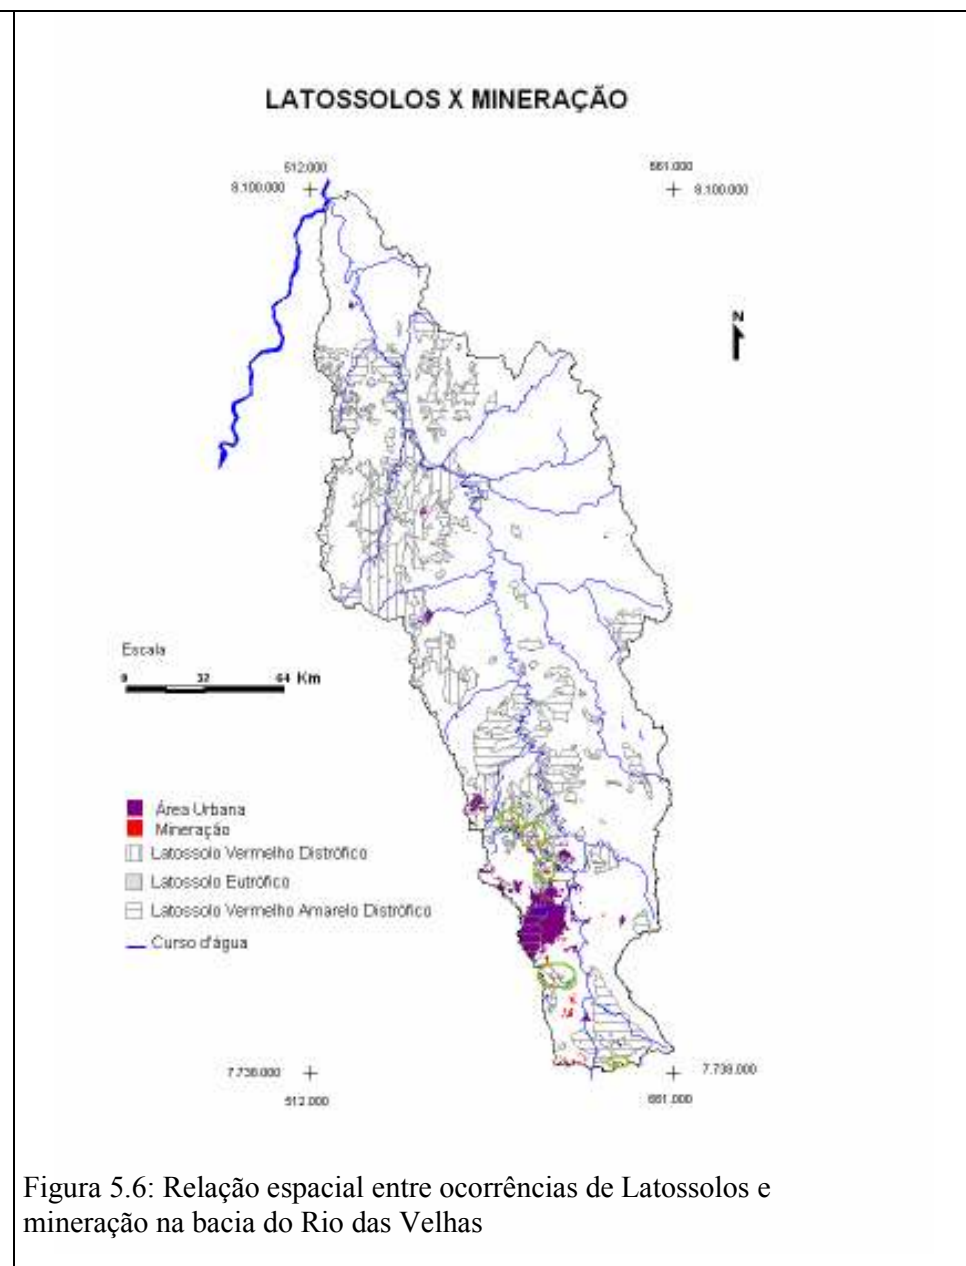 LATOSSOLOS X MINERAÇÃO
512.000
661.000
8.100.000
8.100.000
N
Escala
0 32 64 Km
Área Urbana
Mineração
Latossolo Vermelho Distrófico
Latossolo Eutrófico
Latossolo Vermelho Amarelo Distrófico
Curso d'água
7.738.000
7.738.000
512.000
661.000
Figura 5.6: Relação espacial entre ocorrências de Latossolos e
mineração na bacia do Rio das Velhas